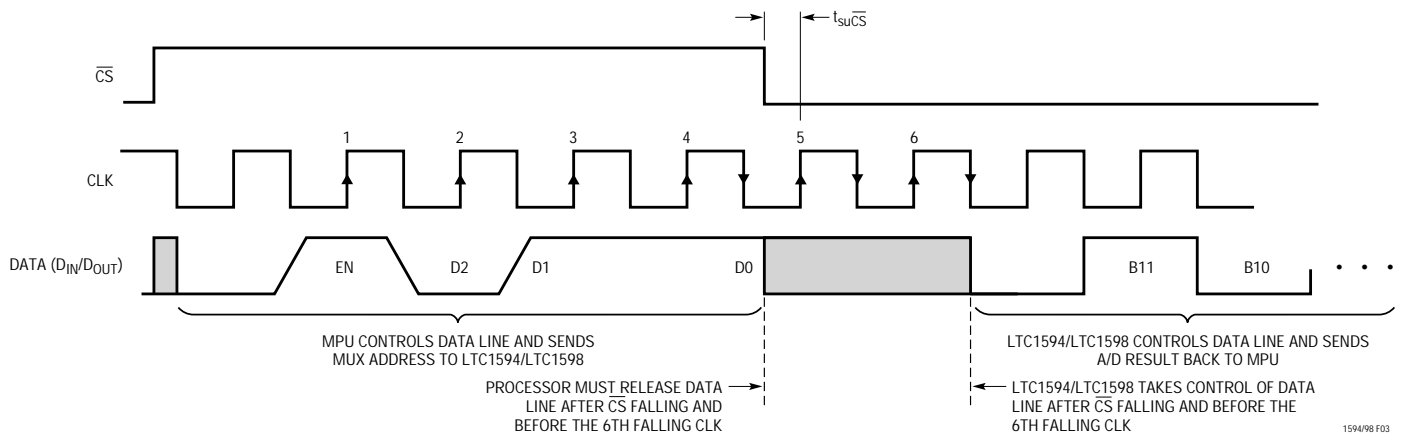 tsuCS
CS
1 2 3 4 5 6
CLK
DATA (DIN/DOUT)
EN D2 D1 D0 B11 B10 • • •
MPU CONTROLS DATA LINE AND SENDS
MUX ADDRESS TO LTC1594/LTC1598
LTC1594/LTC1598 CONTROLS DATA LINE AND SENDS
A/D RESULT BACK TO MPU
PROCESSOR MUST RELEASE DATA
LINE AFTER CS FALLING AND
BEFORE THE 6TH FALLING CLK
LTC1594/LTC1598 TAKES CONTROL OF DATA
LINE AFTER CS FALLING AND BEFORE THE
6TH FALLING CLK
1594/98 F03